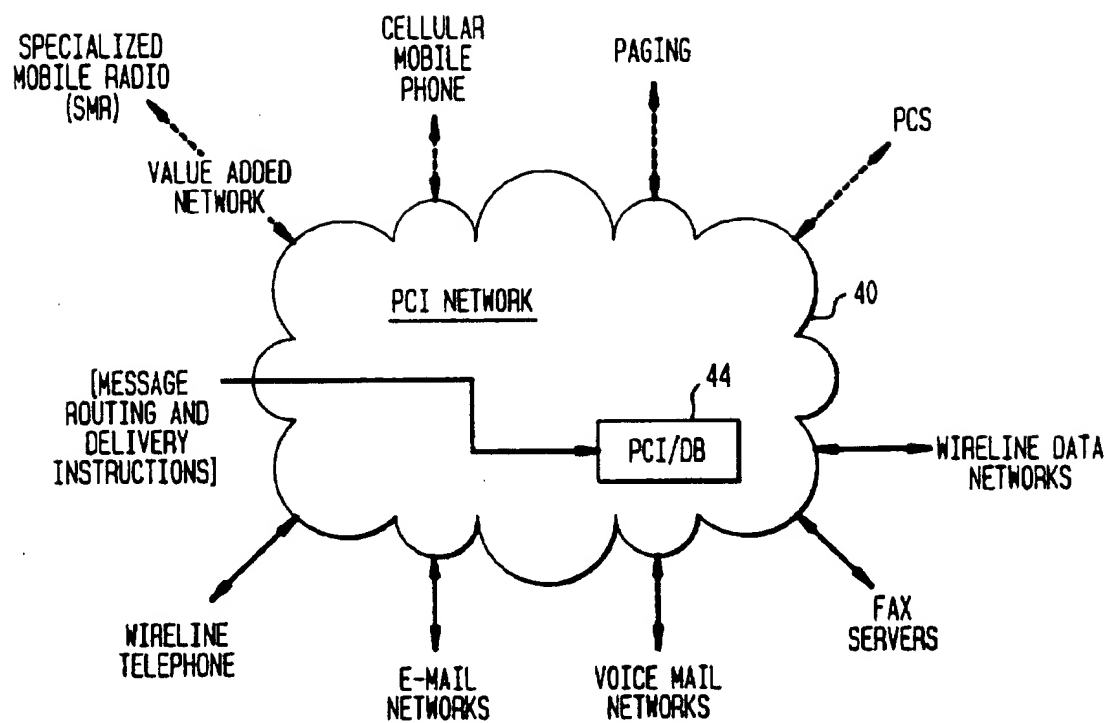 SPECIALIZED
MOBILE RADIO
(SMR)
CELLULAR
MOBILE
PHONE
PAGING
PCS
VALUE ADDED
NETWORK
PCI NETWORK
40
[MESSAGE
ROUTING AND
DELIVERY
INSTRUCTIONS]
44
PCI/DB
WIRELINE DATA
NETWORKS
WIRELINE
TELEPHONE
E-MAIL
NETWORKS
VOICE MAIL
NETWORKS
FAX
SERVERS